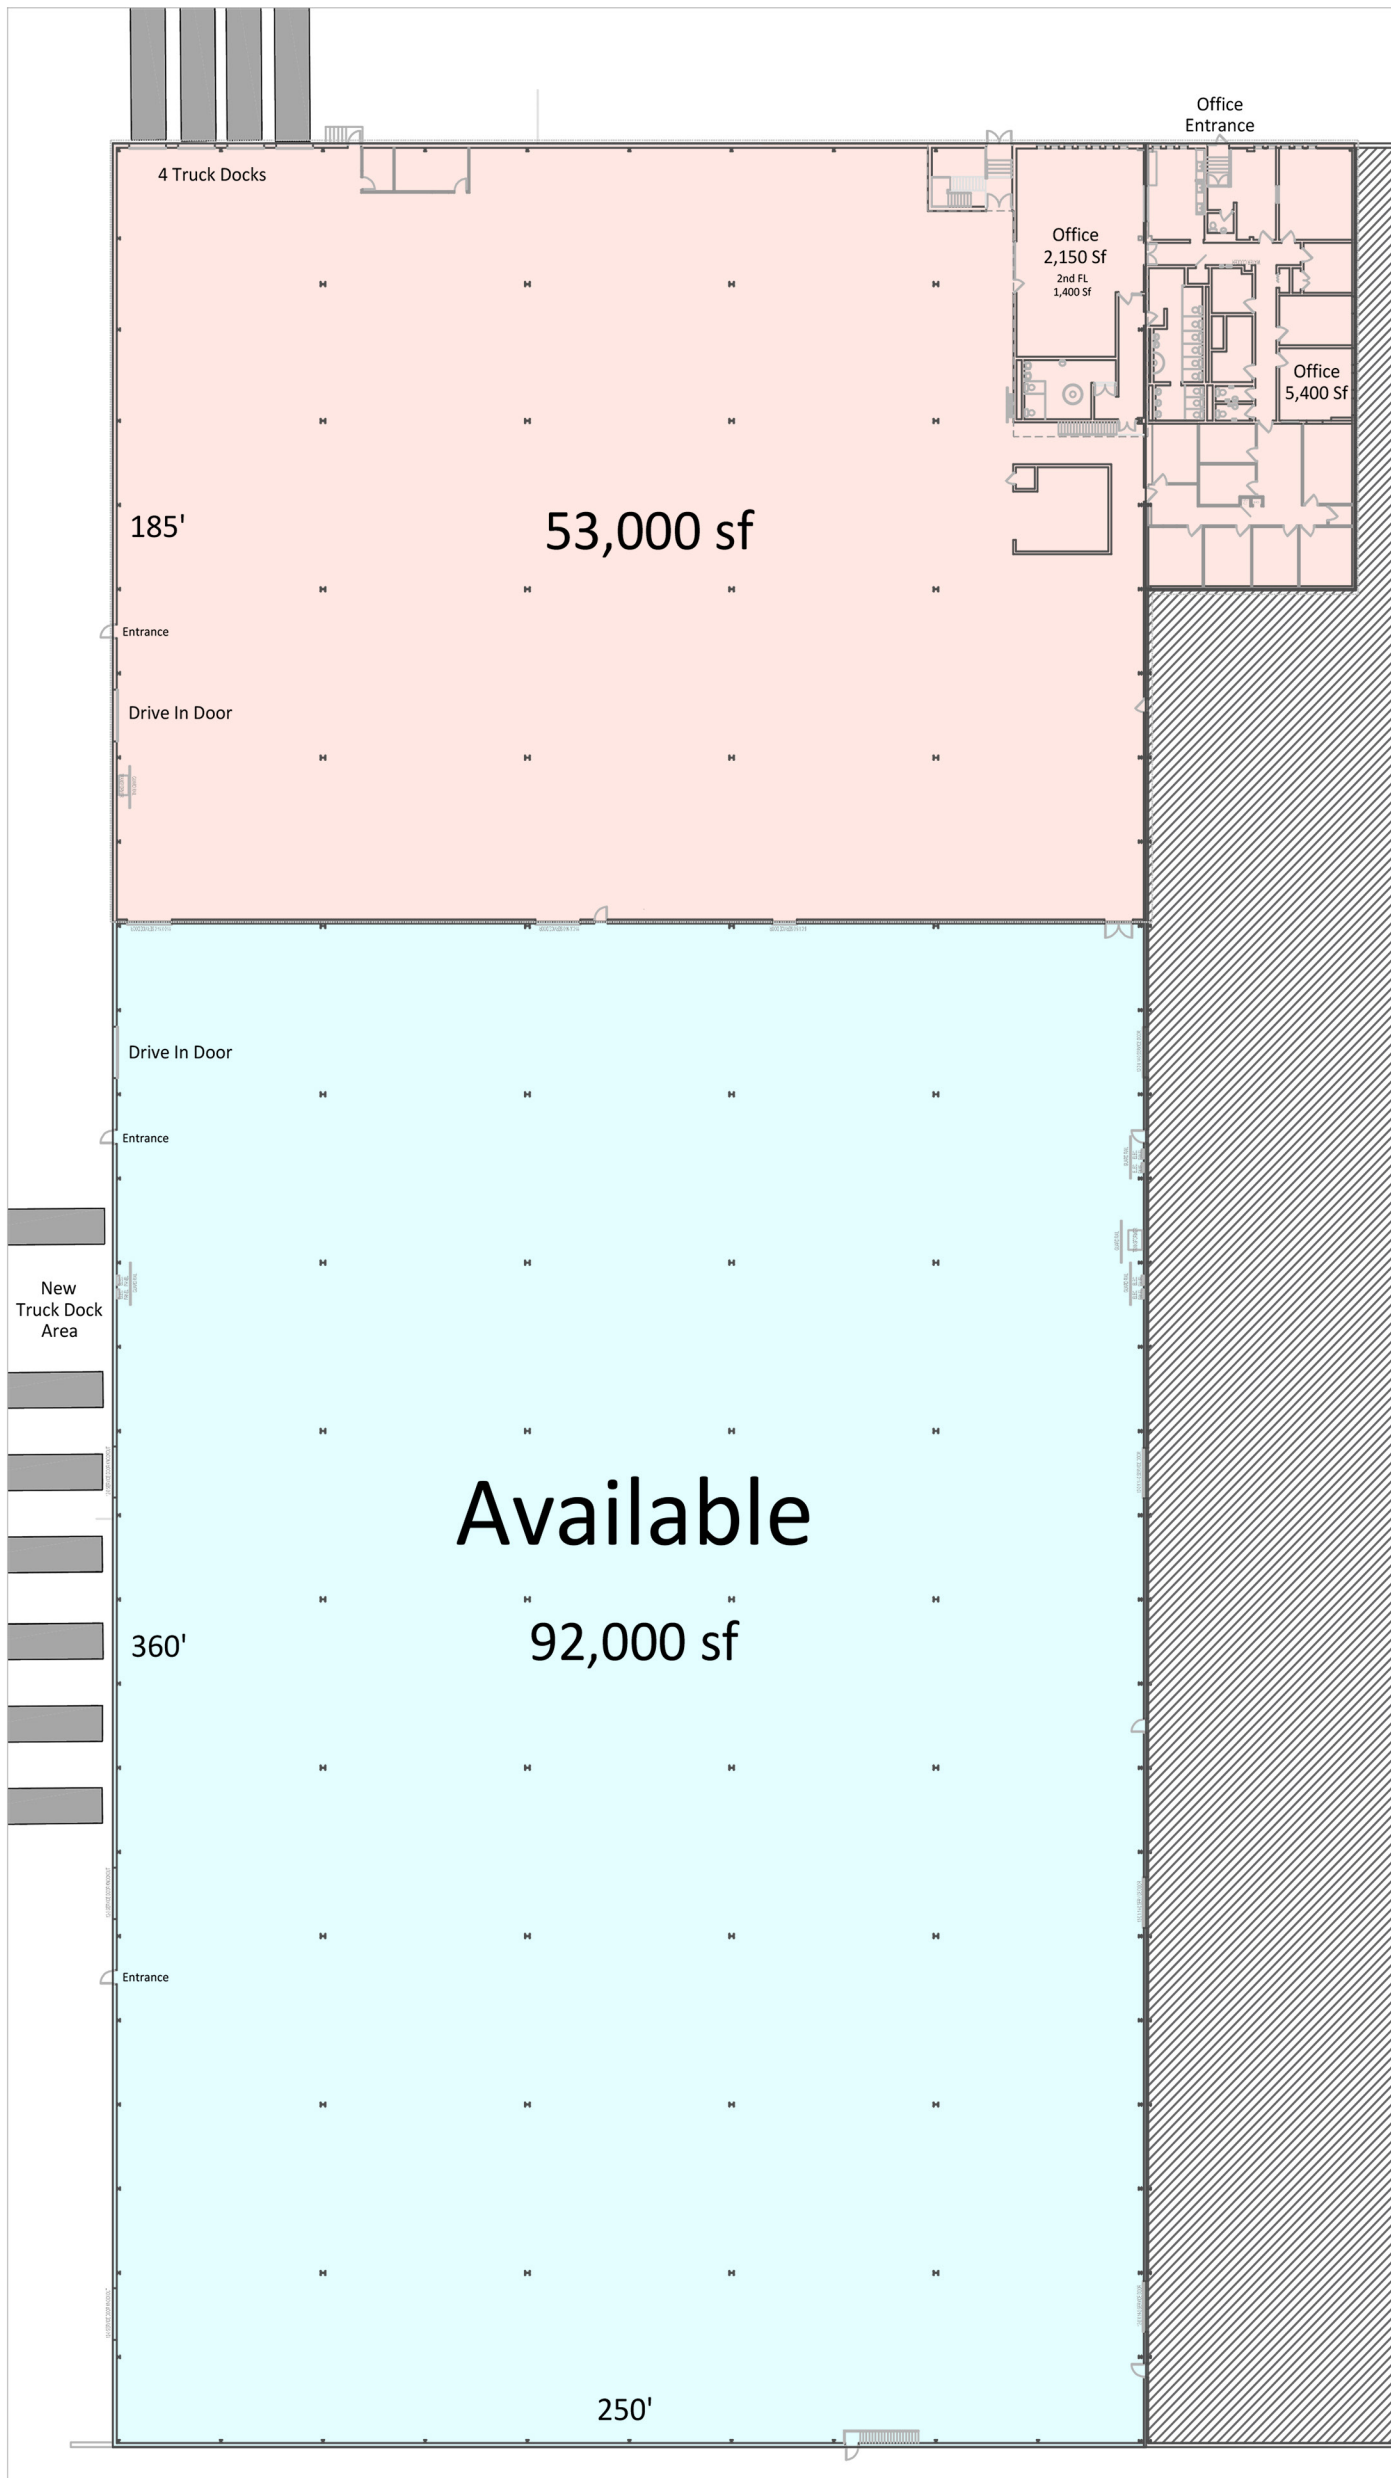 Office
Entrance
4 Truck Docks
Office
2,150 Sf
2nd FL
1,400 Sf
Office
5,400 Sf
185'
53,000 sf
Entrance
Drive In Door
Drive In Door
Entrance
New
Truck Dock
Area
Available
92,000 sf
360'
Entrance
250'